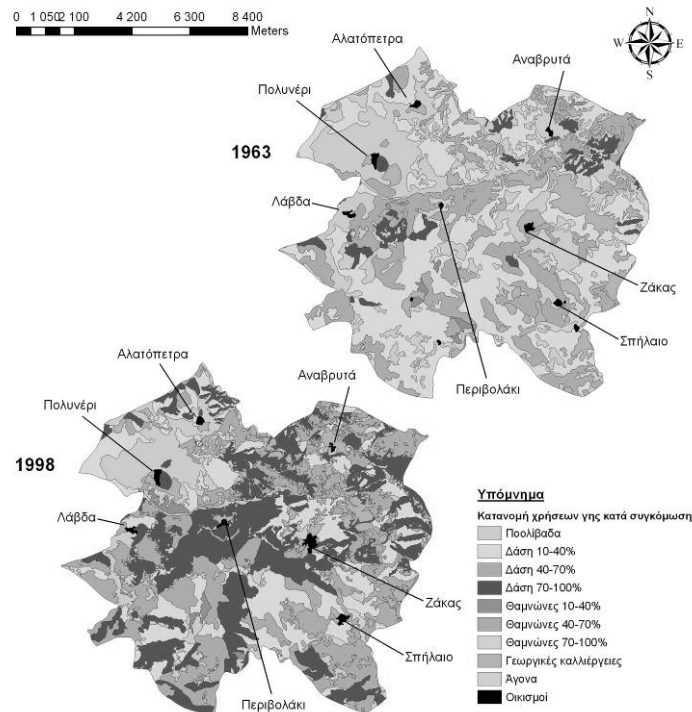 0 1 050 2 100 4 200 6 300 8 400
Meters
N
W E
S
Αλατόπετρα
Αναβρυτά
Πολυνέρι
1963
Λάβδα
Ζάκας
Σπήλαιο
Περιβολάκι
Αλατόπετρα
Αναβρυτά
Πολυνέρι
1998
Λάβδα
Ζάκας
Σπήλαιο
Περιβολάκι
Υπόμνημα
Κατανομή χρήσεων γης κατά συγκόμωση
Ποολίβαδα
Δάση 10-40%
Δάση 40-70%
Δάση 70-100%
Θαμνώνες 10-40%
Θαμνώνες 40-70%
Θαμνώνες 70-100%
Γεωργικές καλλιέργειες
Άγονα
Οικισμοί